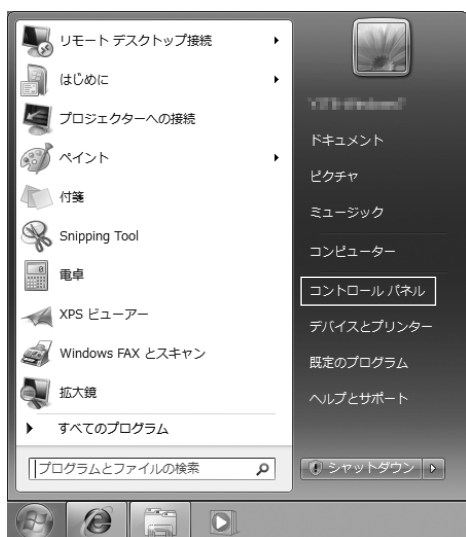 リモート デスクトップ接続
はじめに
プロジェクターへの接続
ペイント
付箋
Snipping Tool
電卓
XPS ビューアー
Windows FAX とスキャン
拡大鏡
すべてのプログラム
プログラムとファイルの検索
ドキュメント
ピクチャ
ミュージック
コンピューター
コントロール パネル
デバイスとプリンター
既定のプログラム
ヘルプとサポート
シャットダウン